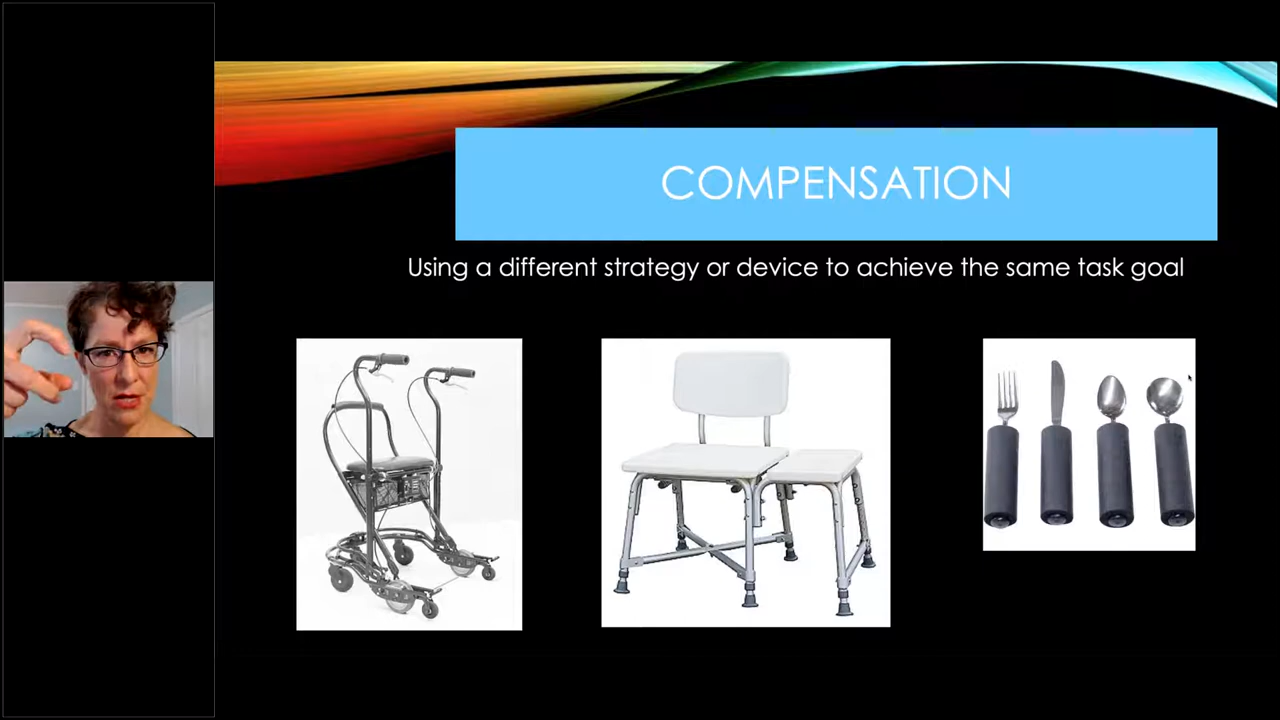 COMPENSATION
Using a different strategy or device to achieve the same task goal